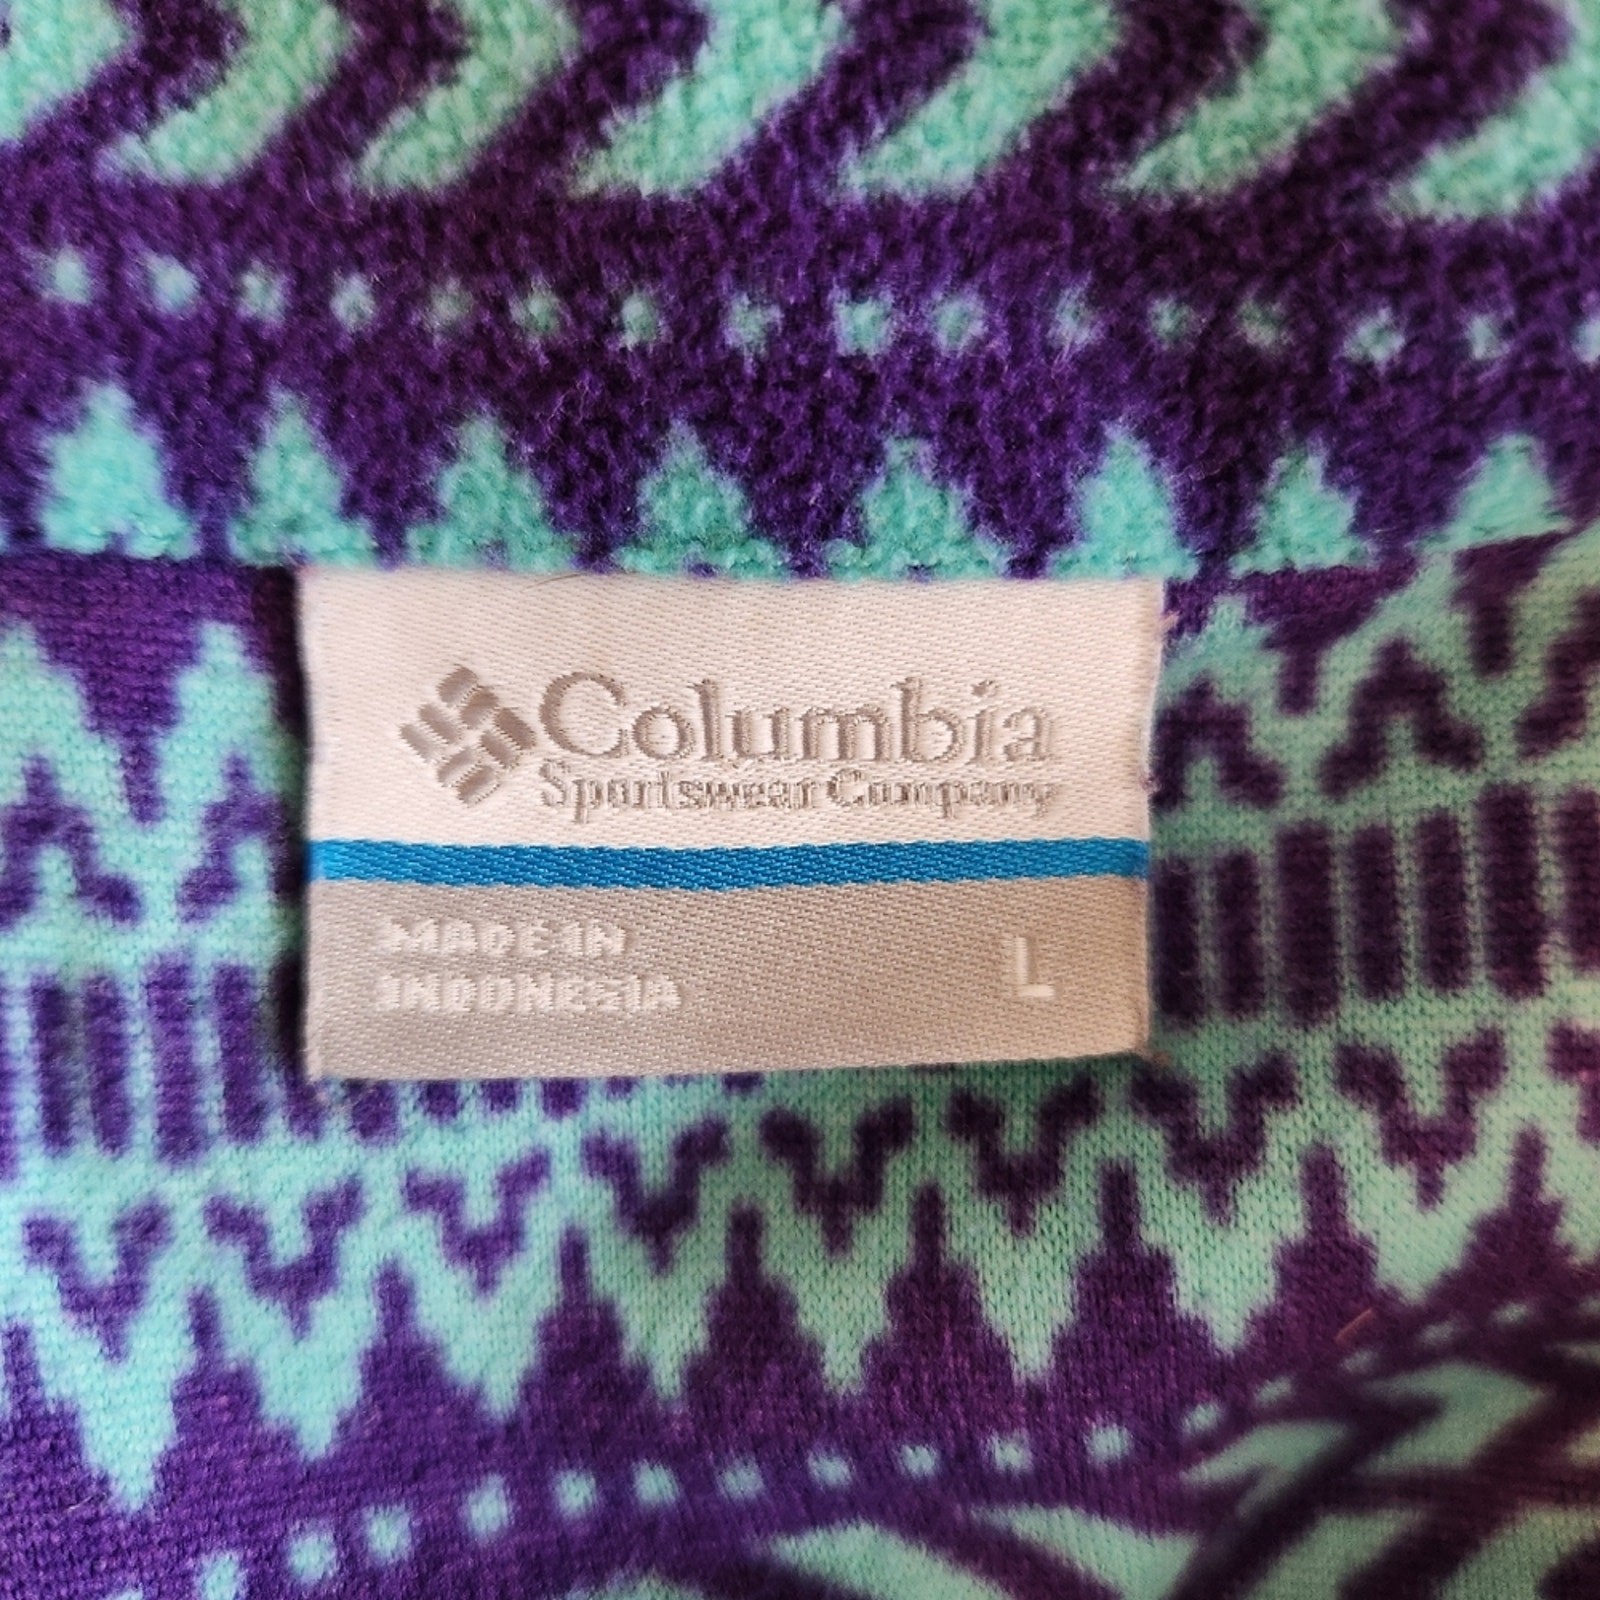 Columbia
Sportswear Company
MADE IN
INDONESIA
L